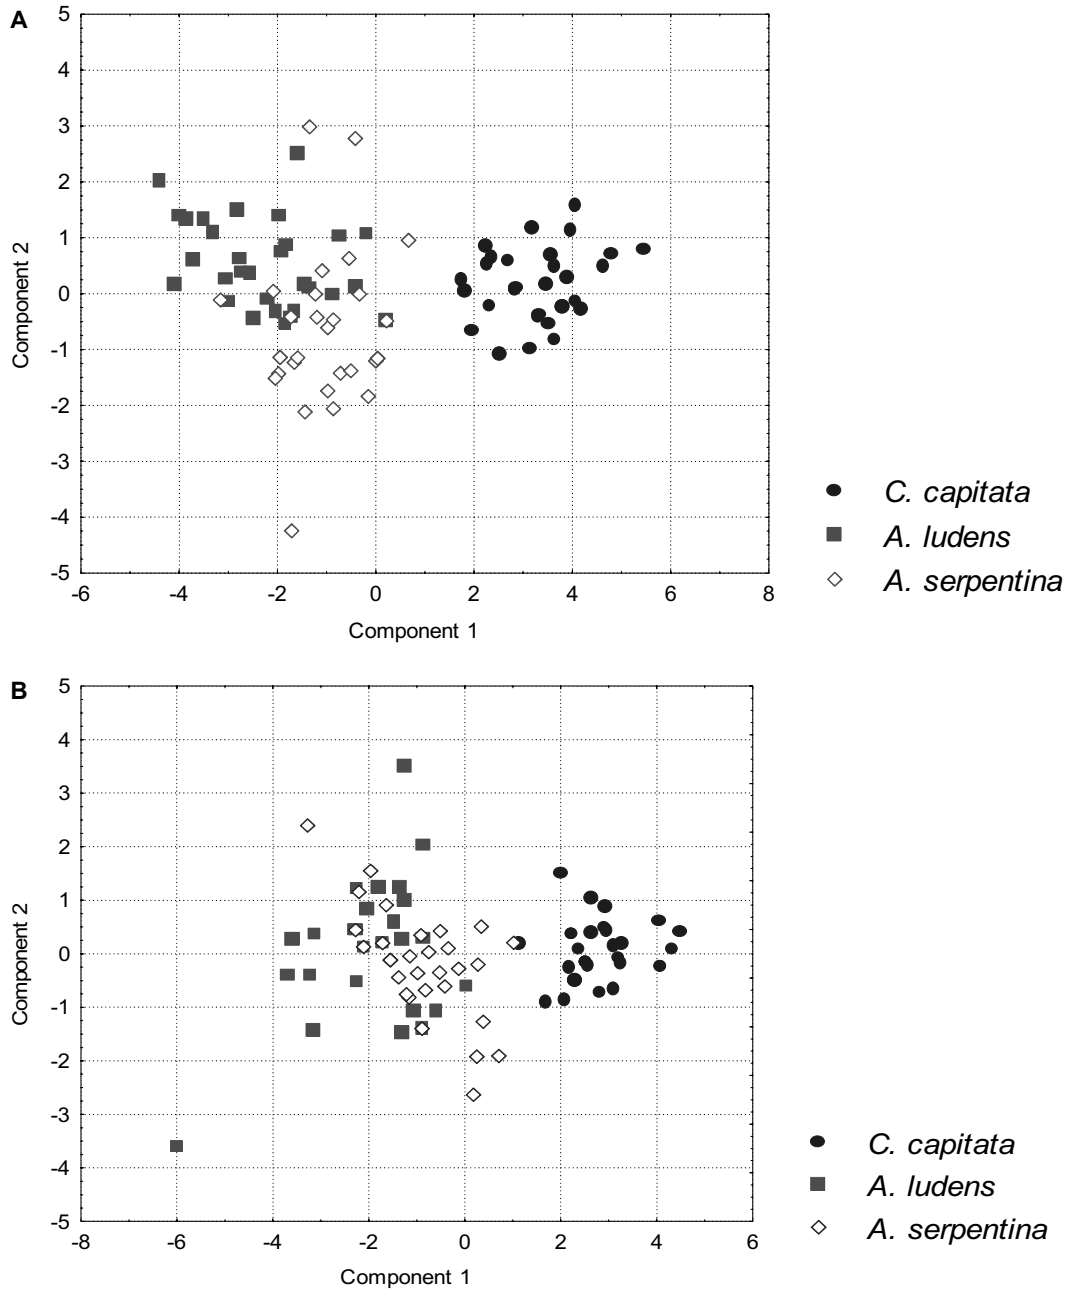 A
5
4
3
2
1
0
-1
-2
-3
-4
-5
Component 2
-6 -4 -2 0 2 4 6 8
Component 1
C. capitata
A. ludens
A. serpentina
B
5
4
3
2
1
0
-1
-2
-3
-4
-5
Component 2
-8 -6 -4 -2 0 2 4 6
Component 1
C. capitata
A. ludens
A. serpentina